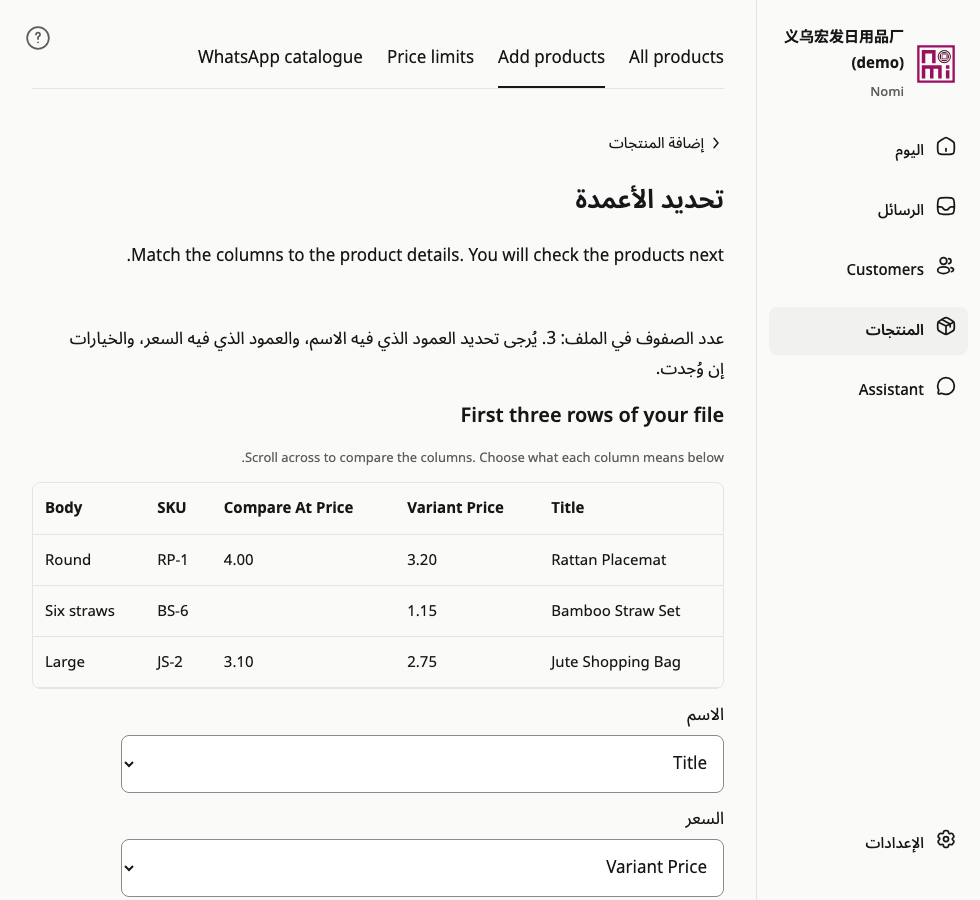 义乌宏发日用品厂
(demo)
Nomi
اليوم
الرسائل
Customers
المنتجات
Assistant
الإعدادات
All products
Add products
Price limits
WhatsApp catalogue
?
إضافة المنتجات
تحديد الأعمدة
Match the columns to the product details. You will check the products next.
عدد الصفوف في الملف: 3. يُرجى تحديد العمود الذي فيه الاسم، والعمود الذي فيه السعر، والخيارات
إن وُجدت.
First three rows of your file
Scroll across to compare the columns. Choose what each column means below.
Title Variant Price Compare At Price SKU Body
Rattan Placemat 3.20 4.00 RP-1 Round
Bamboo Straw Set 1.15 BS-6 Six straws
Jute Shopping Bag 2.75 3.10 JS-2 Large
الاسم
Title
السعر
Variant Price